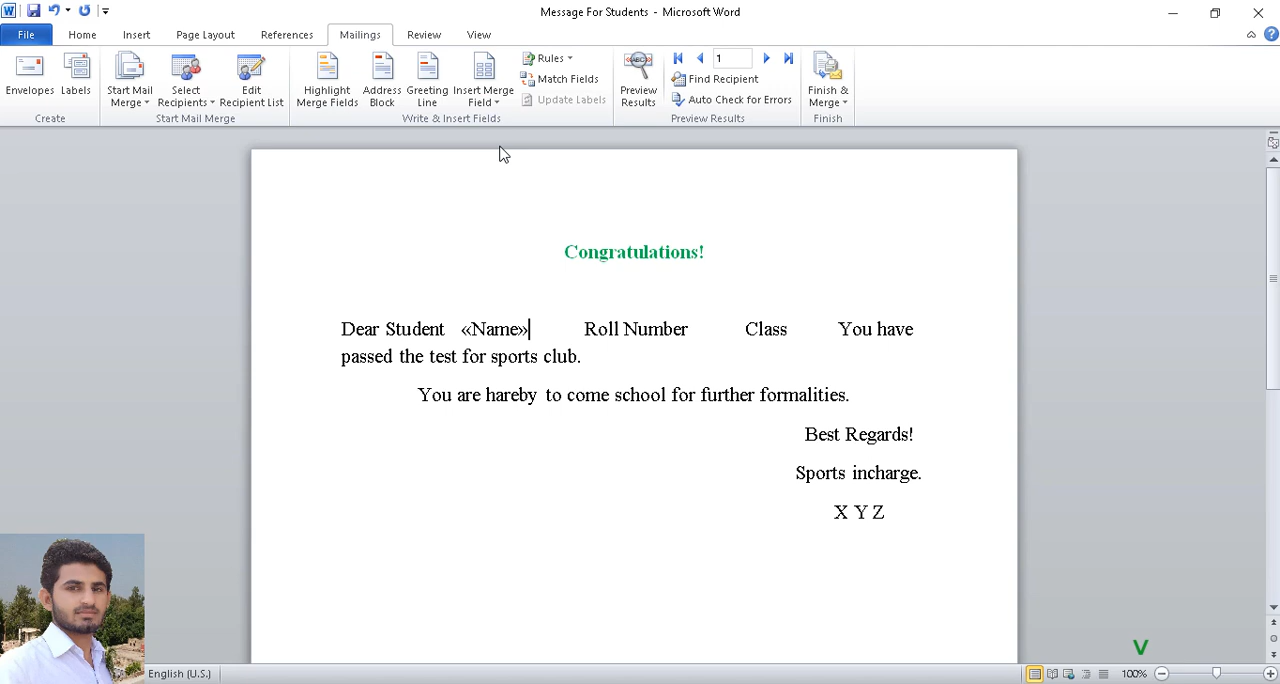 Message For Students - Microsoft Word
File Home Insert Page Layout References Mailings Review View
Envelopes Labels
Create
Start Mail Merge Select Recipients Edit Recipient List
Start Mail Merge
Highlight Merge Fields Address Block Greeting Line Insert Merge Field
Rules
Match Fields
Update Labels
Write & Insert Fields
Preview Results
1
Find Recipient
Auto Check for Errors
Preview Results
Finish & Merge
Finish
Congratulations!
Dear Student «Name» Roll Number Class You have
passed the test for sports club.
You are hareby to come school for further formalities.
Best Regards!
Sports incharge.
X Y Z
V
English (U.S.) 100%